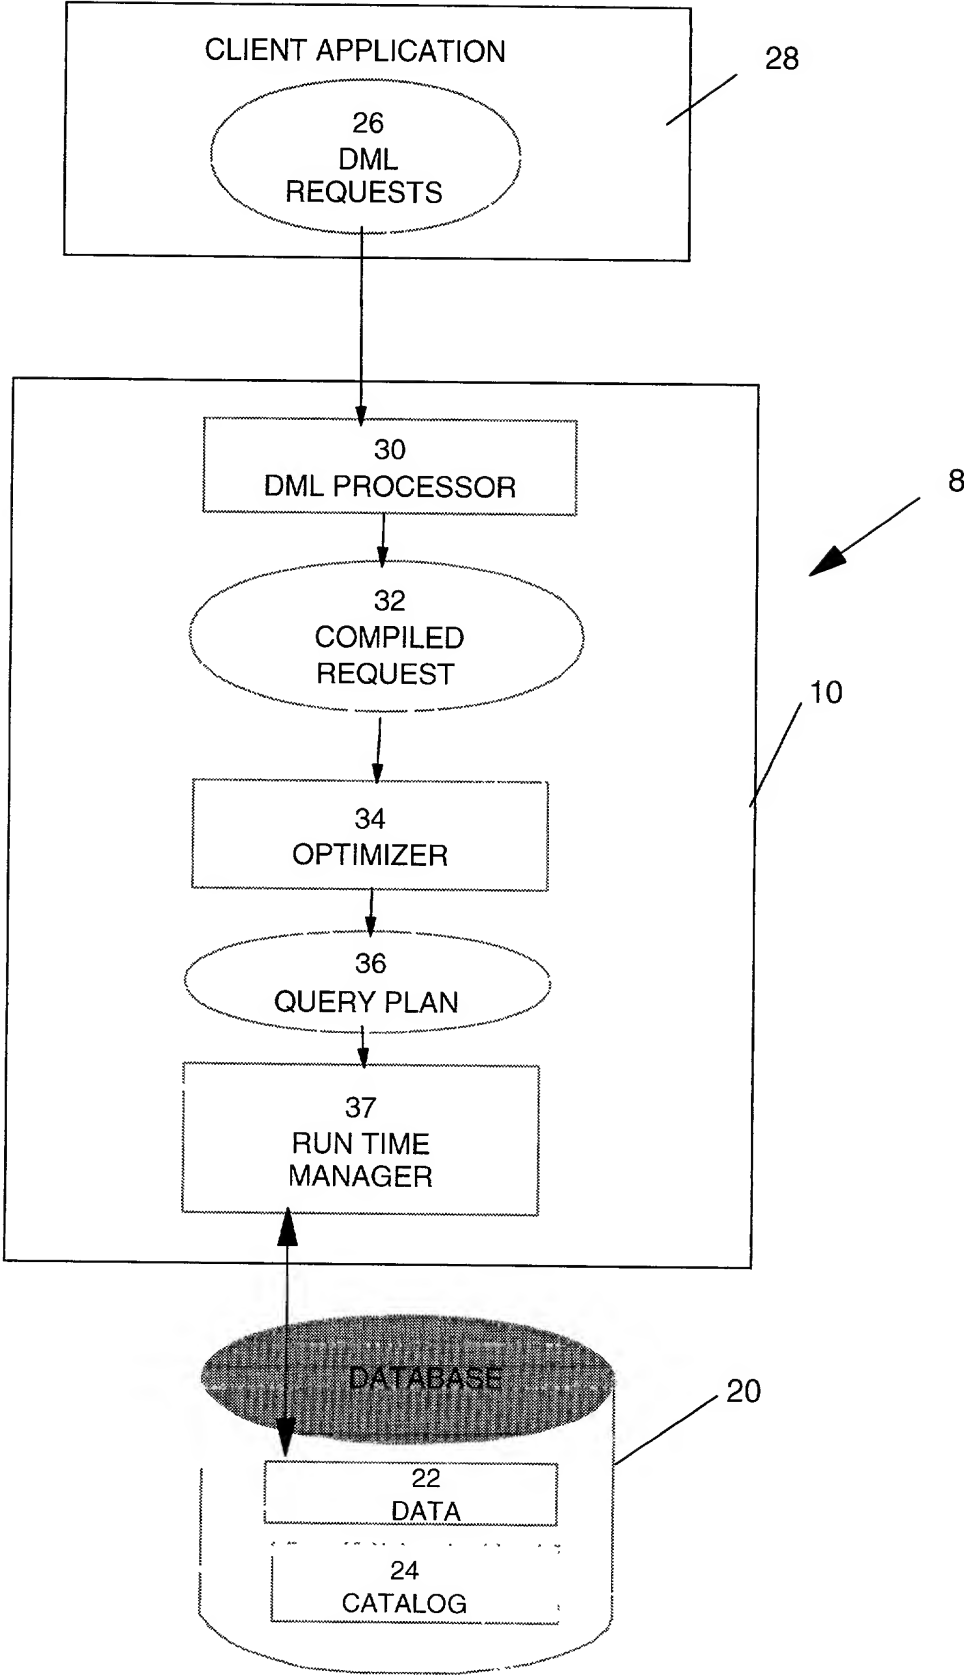 CLIENT APPLICATION
28
26
DML
REQUESTS
30
DML PROCESSOR
8
32
COMPILED
REQUEST
10
34
OPTIMIZER
36
QUERY PLAN
37
RUN TIME
MANAGER
DATABASE
20
22
DATA
24
CATALOG